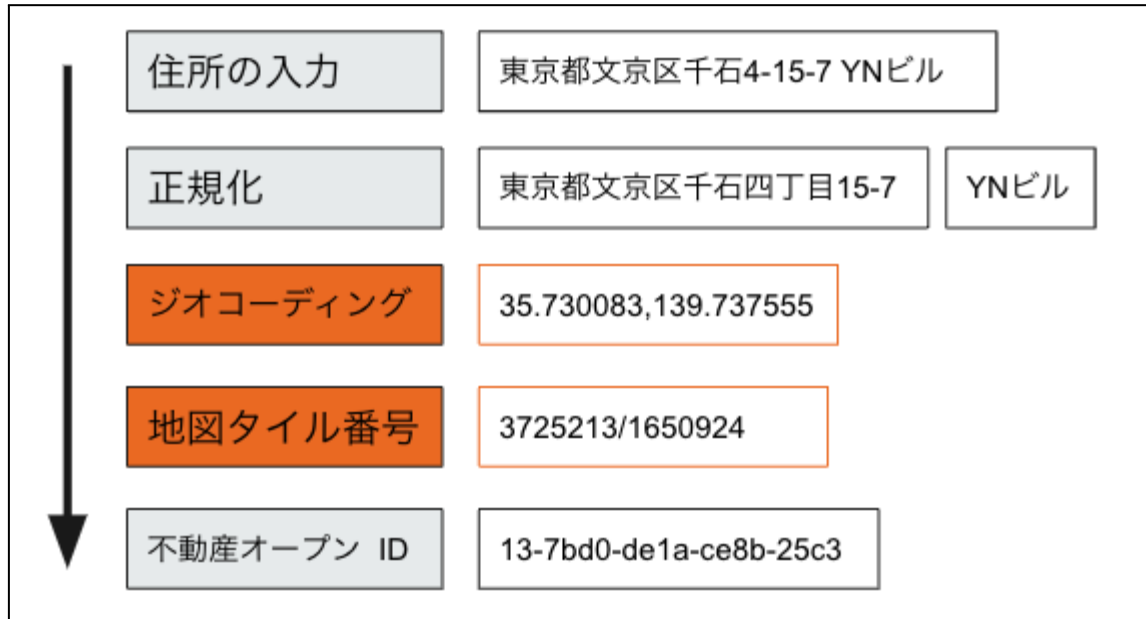 住所の入力 東京都文京区千石4-15-7 YNビル
正規化 東京都文京区千石四丁目15-7 YNビル
ジオコーディング 35.730083,139.737555
地図タイル番号 3725213/1650924
不動産オープン ID 13-7bd0-de1a-ce8b-25c3